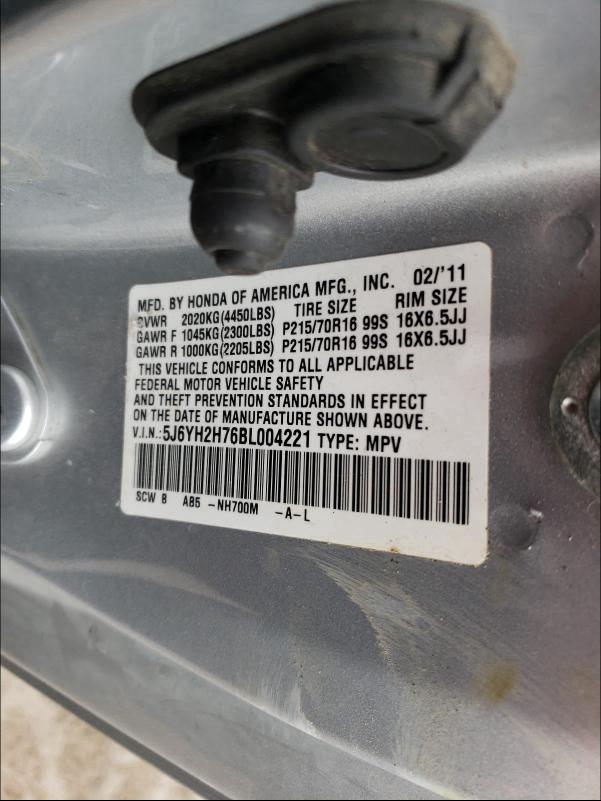 MFD. BY HONDA OF AMERICA MFG., INC. 02/'11
GVWR 2020KG(4450LBS) TIRE SIZE RIM SIZE
GAWR F 1045KG(2300LBS) P215/70R16 99S 16X6.5JJ
GAWR R 1000KG(2205LBS) P215/70R16 99S 16X6.5JJ
THIS VEHICLE CONFORMS TO ALL APPLICABLE
FEDERAL MOTOR VEHICLE SAFETY
AND THEFT PREVENTION STANDARDS IN EFFECT
ON THE DATE OF MANUFACTURE SHOWN ABOVE.
V.I.N.:5J6YH2H76BL004221 TYPE: MPV
SCW B AB5 -NH700M -A-L